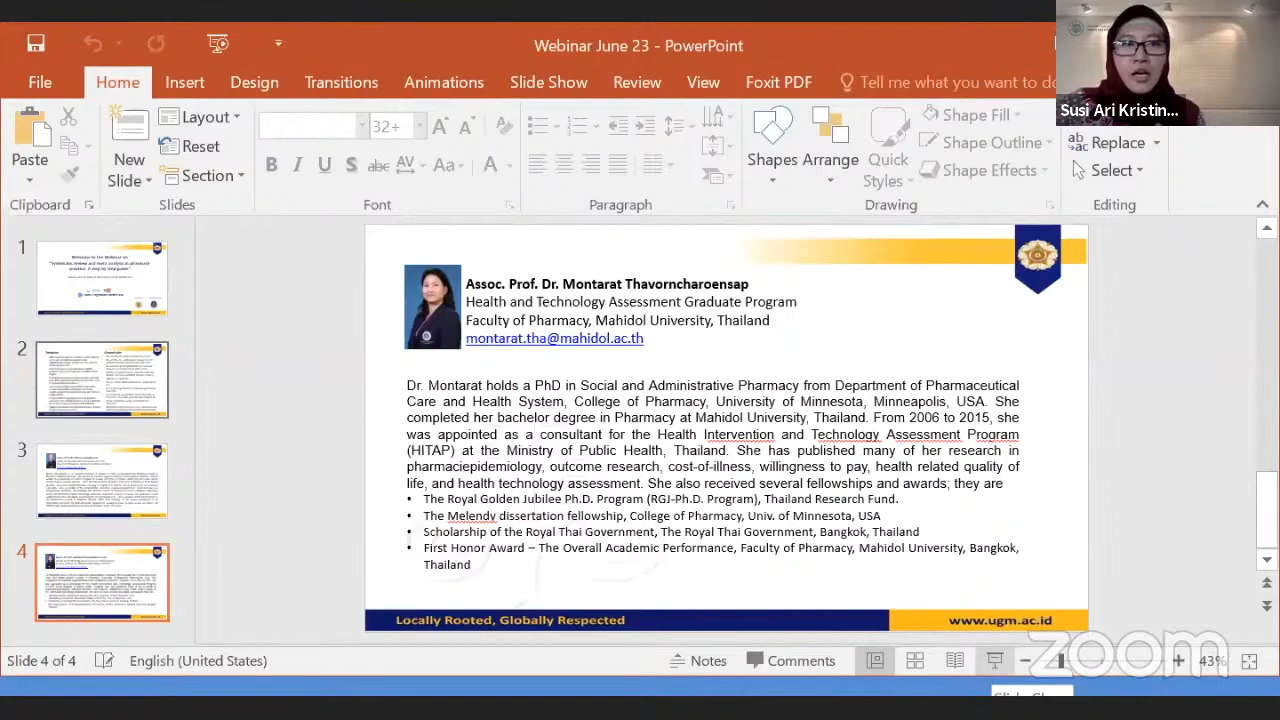 Webinar June 23 - PowerPoint
Susi Ari Kristin...
File Home Insert Design Transitions Animations Slide Show Review View Foxit PDF Tell me what you want to do
Paste
Clipboard
New Slide
Layout
Reset
Section
Slides
32+
B I U S abc AV Aa A
Font
Paragraph
Shapes
Arrange
Quick Styles
Shape Fill
Shape Outline
Shape Effects
Drawing
Replace
Select
Editing
1
2
3
4
Assoc. Prof. Dr. Montarat Thavorncharoensap
Health and Technology Assessment Graduate Program
Faculty of Pharmacy, Mahidol University, Thailand
montarat.tha@mahidol.ac.th
Dr. Montarat holds a PhD in Social and Administrative Pharmacy from Department of Pharmaceutical
Care and Health System, College of Pharmacy, University of Minnesota, Minneapolis, USA. She
completed her bachelor degree in Pharmacy at Mahidol University, Thailand. From 2006 to 2015, she
was appointed as a consultant for the Health Intervention and Technology Assessment Program
(HITAP) at the Ministry of Public Health, Thailand. She published many of her research in
pharmacoepidemiology, outcome research, cost-of-illness, willingness-to-pay, health related quality of
life, and health technology assessment. She also received scholarships and awards; they are
• The Royal Golden Jubilee Ph.D. Program (RGJ-Ph.D. Program), Thailand Research Fund.
• The Melendy dissertation fellowship, College of Pharmacy, Univ. of Minnesota, USA
• Scholarship of the Royal Thai Government, The Royal Thai Government, Bangkok, Thailand
• First Honor Award – The Overall Academic Performance, Faculty of Pharmacy, Mahidol University, Bangkok,
Thailand
Locally Rooted, Globally Respected
www.ugm.ac.id
Slide 4 of 4
English (United States)
Notes
Comments
43%
zoom